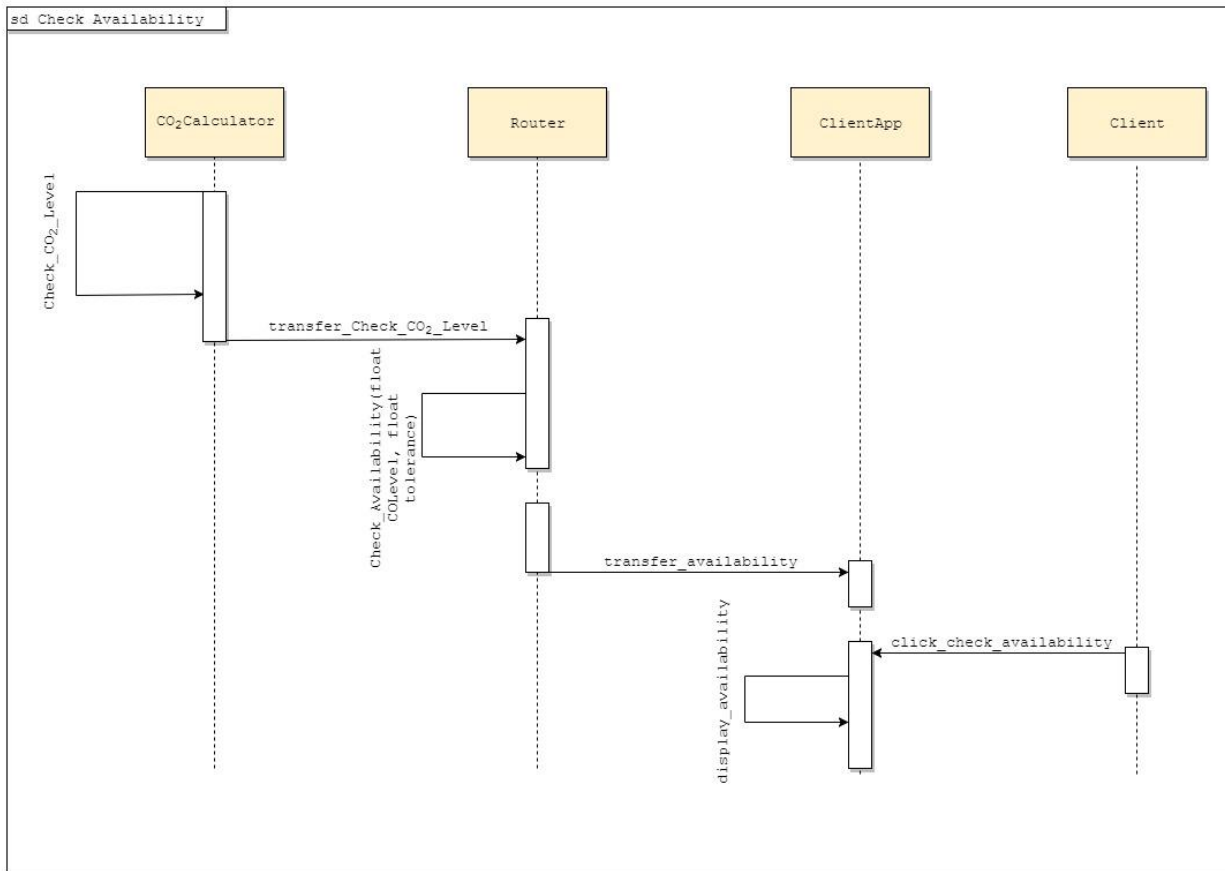 sd Check Availability
CO₂Calculator
Router
ClientApp
Client
Check_CO₂_Level
transfer_Check_CO₂_Level
Check_Availability(float
COLevel, float
tolerance)
transfer_availability
click_check_availability
display_availability